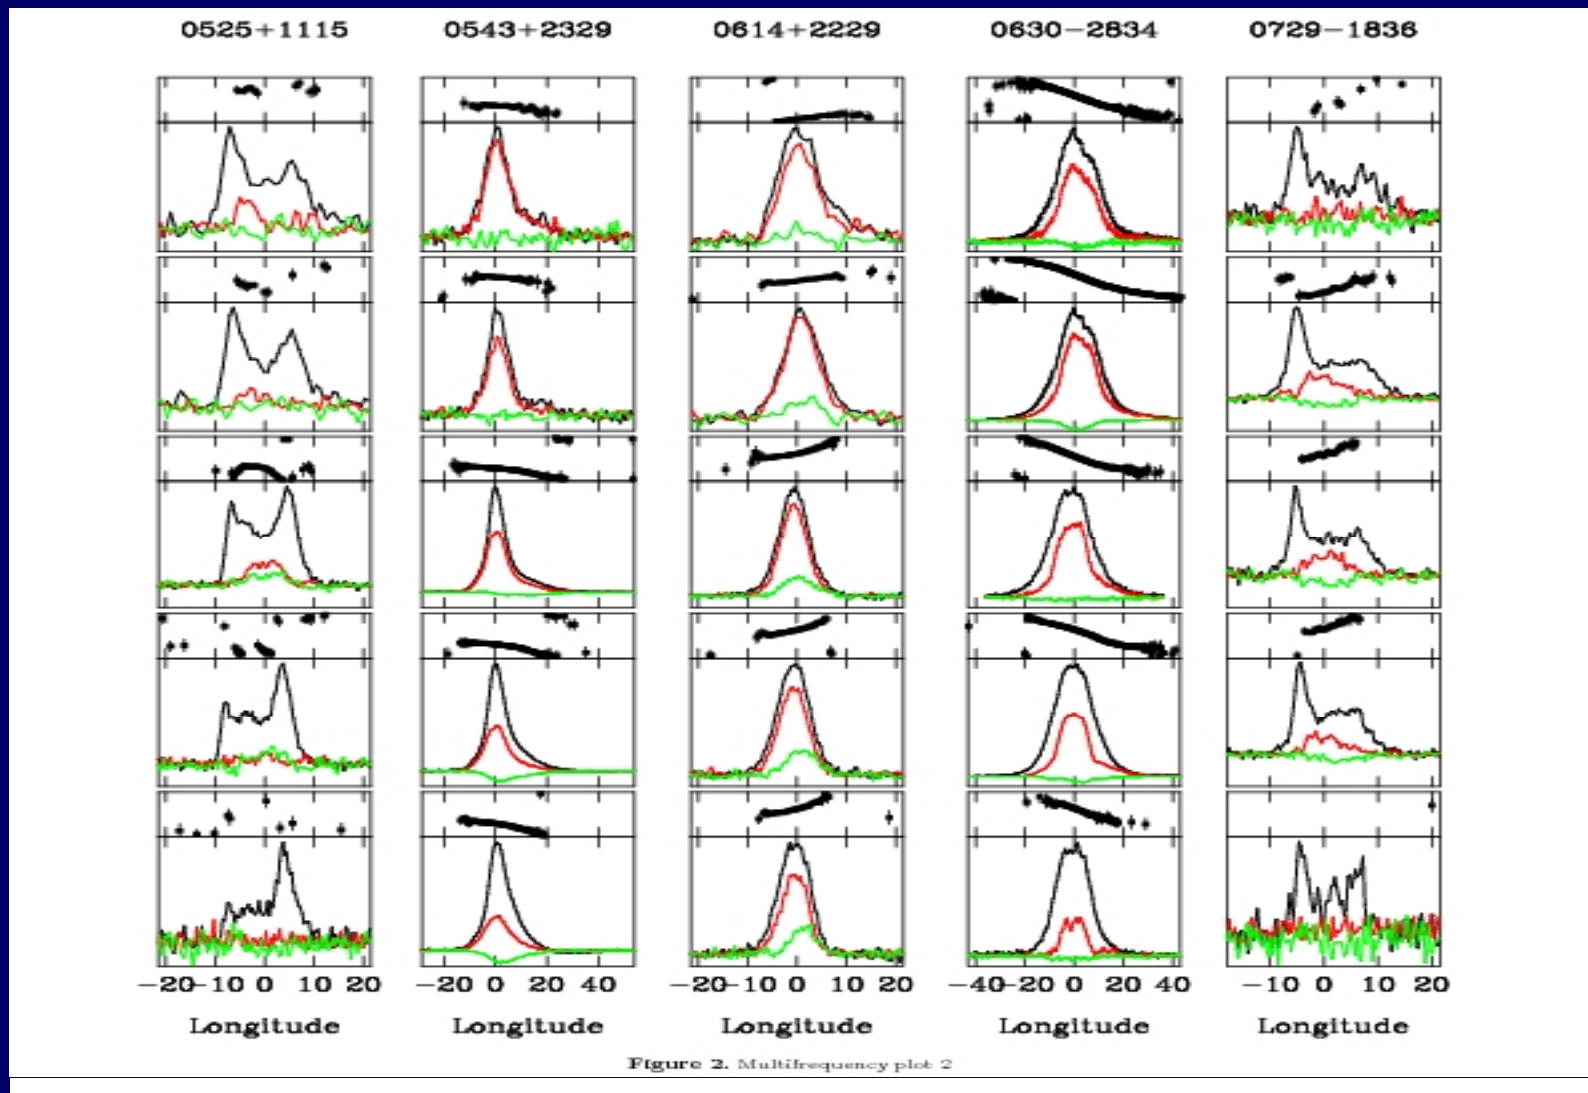 0525+1115 0543+2329 0614+2229 0630−2834 0729−1836
−20 −10 0 10 20 −20 0 20 40 −20 −10 0 10 20 −40 −20 0 20 40 −10 0 10 20
Longitude Longitude Longitude Longitude Longitude
Figure 2. Multifrequency plot 2